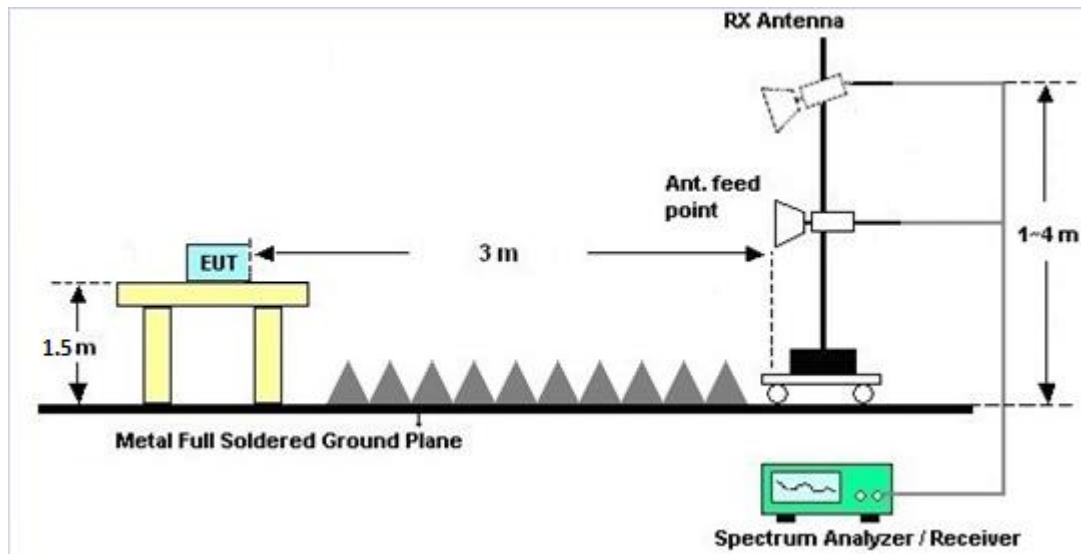 RX Antenna
Ant. feed
point
1~4 m
3 m
EUT
1.5 m
Metal Full Soldered Ground Plane
Spectrum Analyzer / Receiver